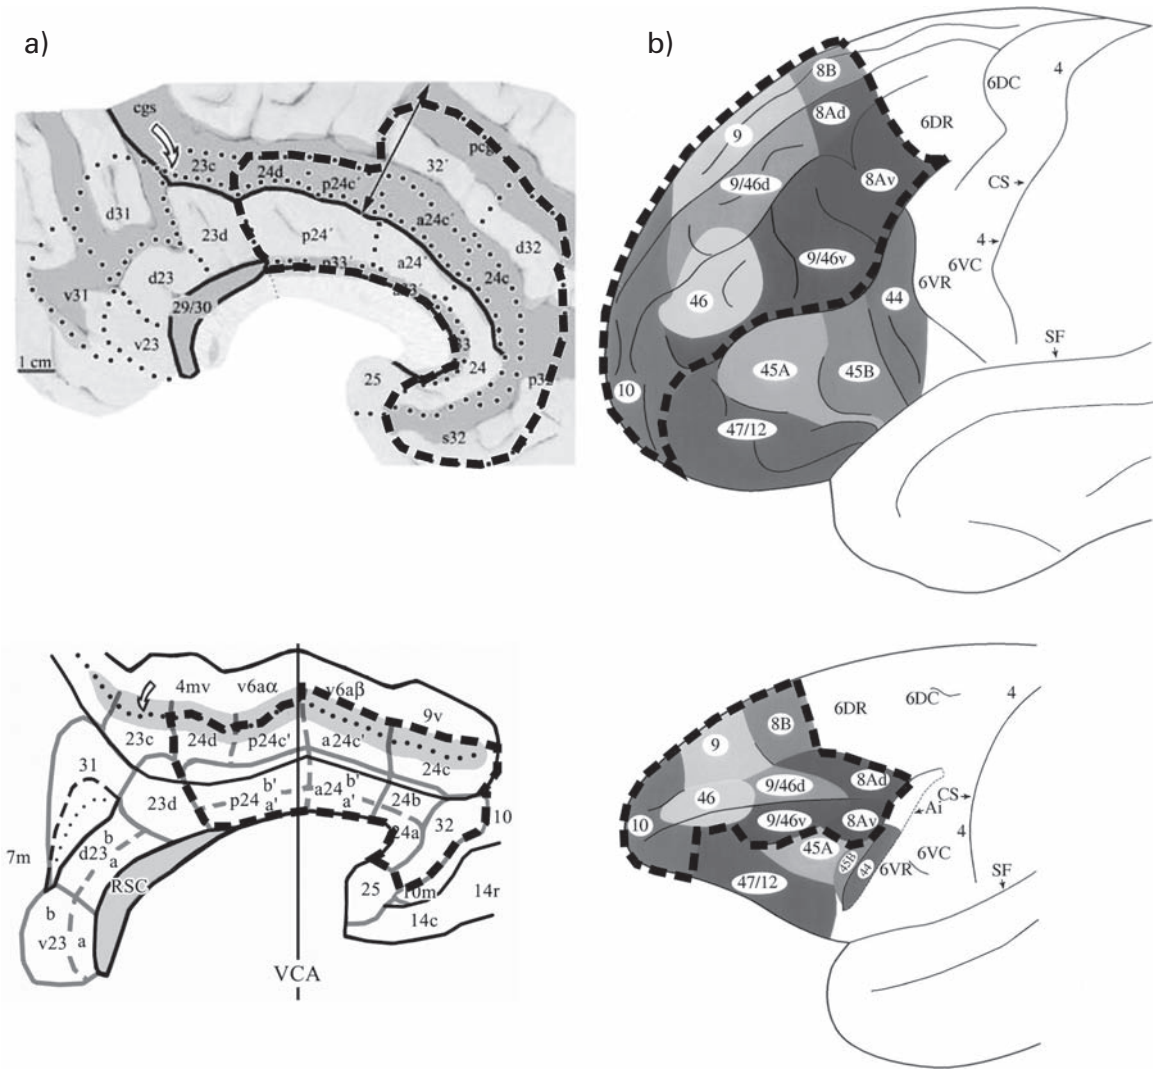 a)
b)
cgs
23c
24d
p24c´
32´
pcgs
d31
23d
p24´
a24c´
d32
d23
p33´
a24´
24c
v31
29/30
a33´
v23
33
24
1 cm
25
p32
s32
8B
4
6DC
9
8Ad
6DR
9/46d
8Av
CS
4
9/46v
6VC
46
44
6VR
SF
45A
45B
10
47/12
4mv
v6aα
v6aβ
9v
23c
24d
p24c'
a24c'
24c
31
23d
p24
b'
a'
a24
b'
a'
24b
24a
32
10
7m
b
d23
a
RSC
25
10m
14r
14c
b
v23
a
VCA
6DR
6DC
4
8B
9
9/46d
8Ad
46
CS
Ai
10
9/46v
8Av
4
45A
45B
44
6VR
6VC
47/12
SF